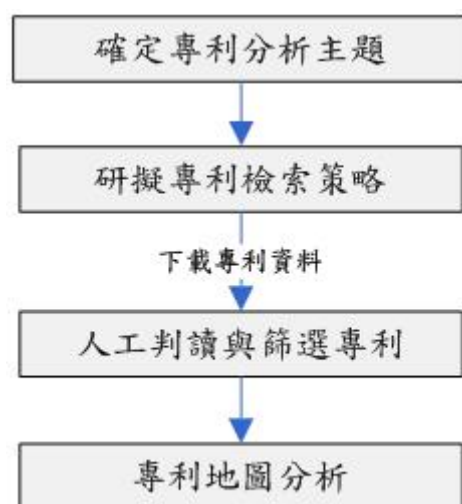 確定專利分析主題
研擬專利檢索策略
下載專利資料
人工判讀與篩選專利
專利地圖分析